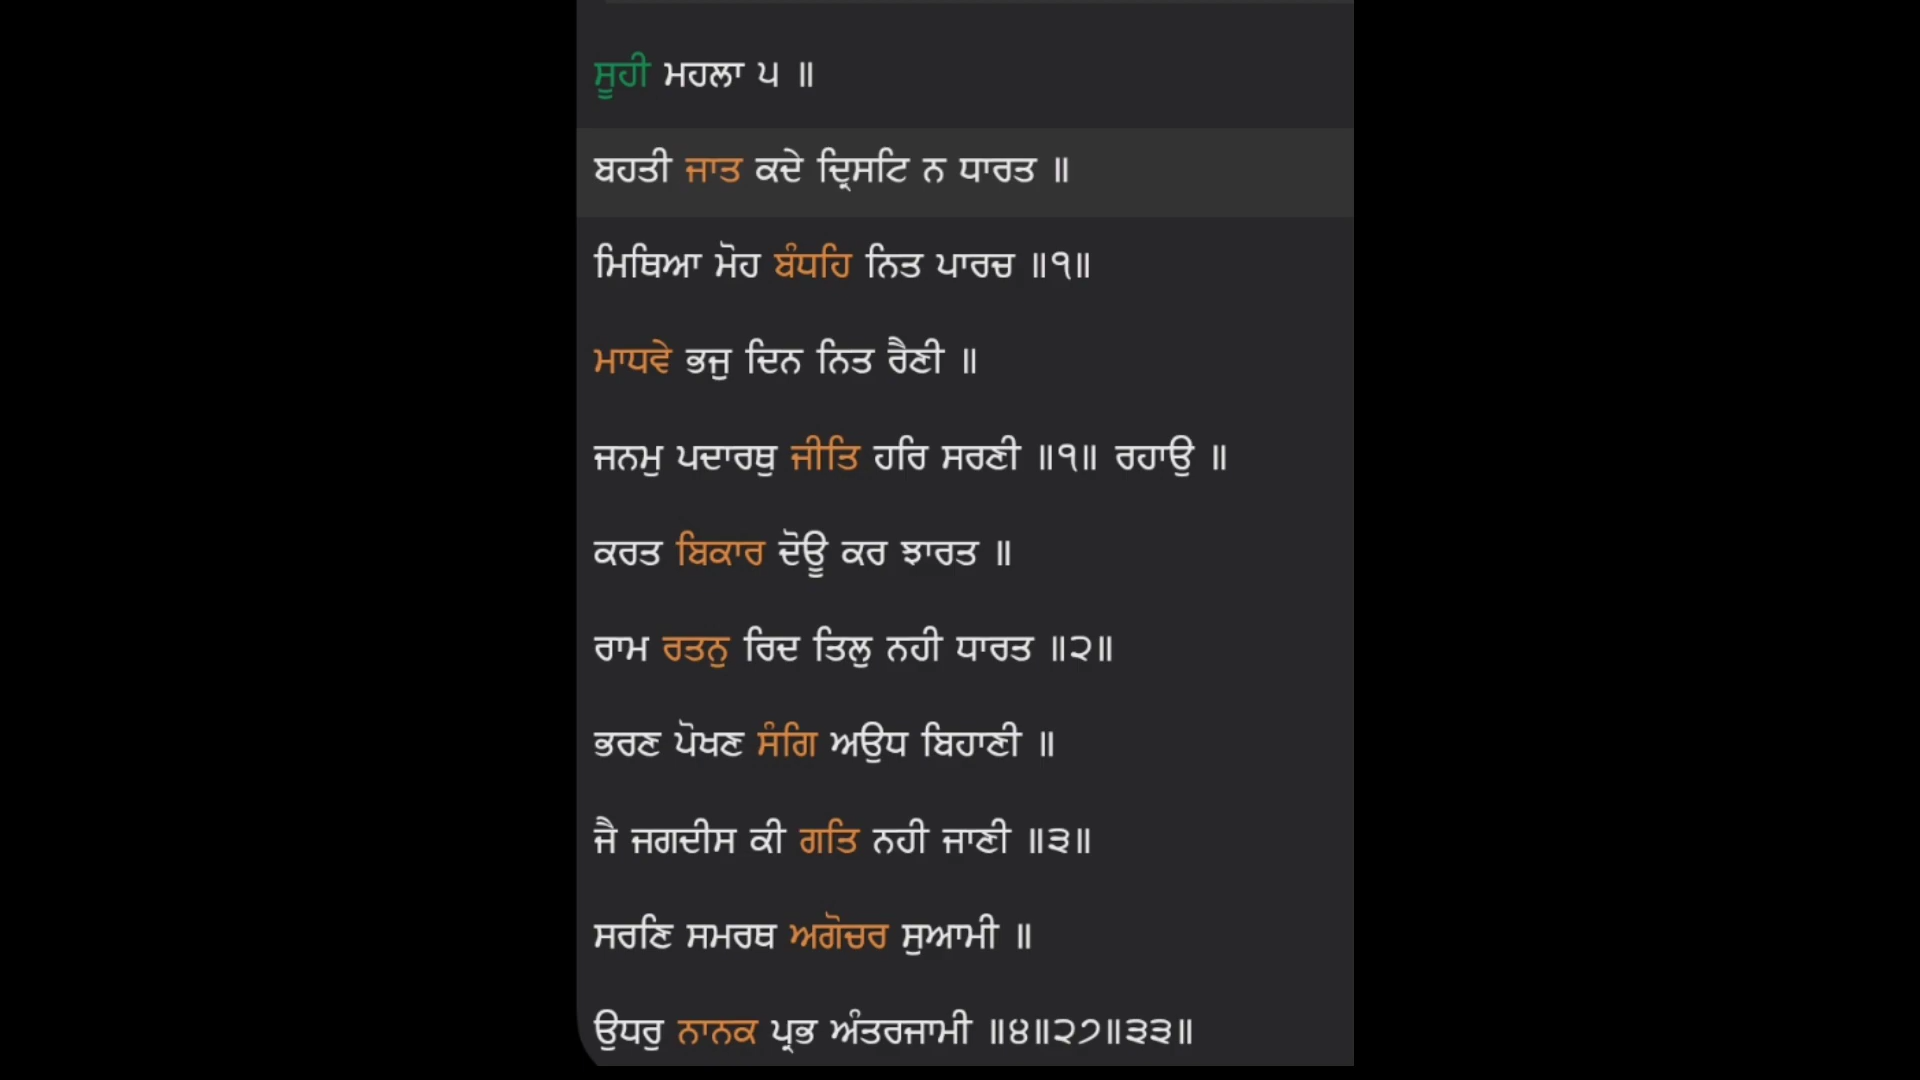 ਸੂਹੀ ਮਹਲਾ ੫ ॥
ਬਹਤੀ ਜਾਤ ਕਦੇ ਦ੍ਰਿਸਟਿ ਨ ਧਾਰਤ ॥
ਮਿਥਿਆ ਮੋਹ ਬੰਧਹਿ ਨਿਤ ਪਾਰਚ ॥੧॥
ਮਾਧਵੇ ਭਜੁ ਦਿਨ ਨਿਤ ਰੈਣੀ ॥
ਜਨਮੁ ਪਦਾਰਥੁ ਜੀਤਿ ਹਰਿ ਸਰਣੀ ॥੧॥ ਰਹਾਉ ॥
ਕਰਤ ਬਿਕਾਰ ਦੋਊ ਕਰ ਝਾਰਤ ॥
ਰਾਮ ਰਤਨੁ ਰਿਦ ਤਿਲੁ ਨਹੀ ਧਾਰਤ ॥੨॥
ਭਰਣ ਪੋਖਣ ਸੰਗਿ ਅਉਧ ਬਿਹਾਣੀ ॥
ਜੈ ਜਗਦੀਸ ਕੀ ਗਤਿ ਨਹੀ ਜਾਣੀ ॥੩॥
ਸਰਣਿ ਸਮਰਥ ਅਗੋਚਰ ਸੁਆਮੀ ॥
ਉਧਰੁ ਨਾਨਕ ਪ੍ਰਭ ਅੰਤਰਜਾਮੀ ॥੪॥੨੭॥੩੩॥